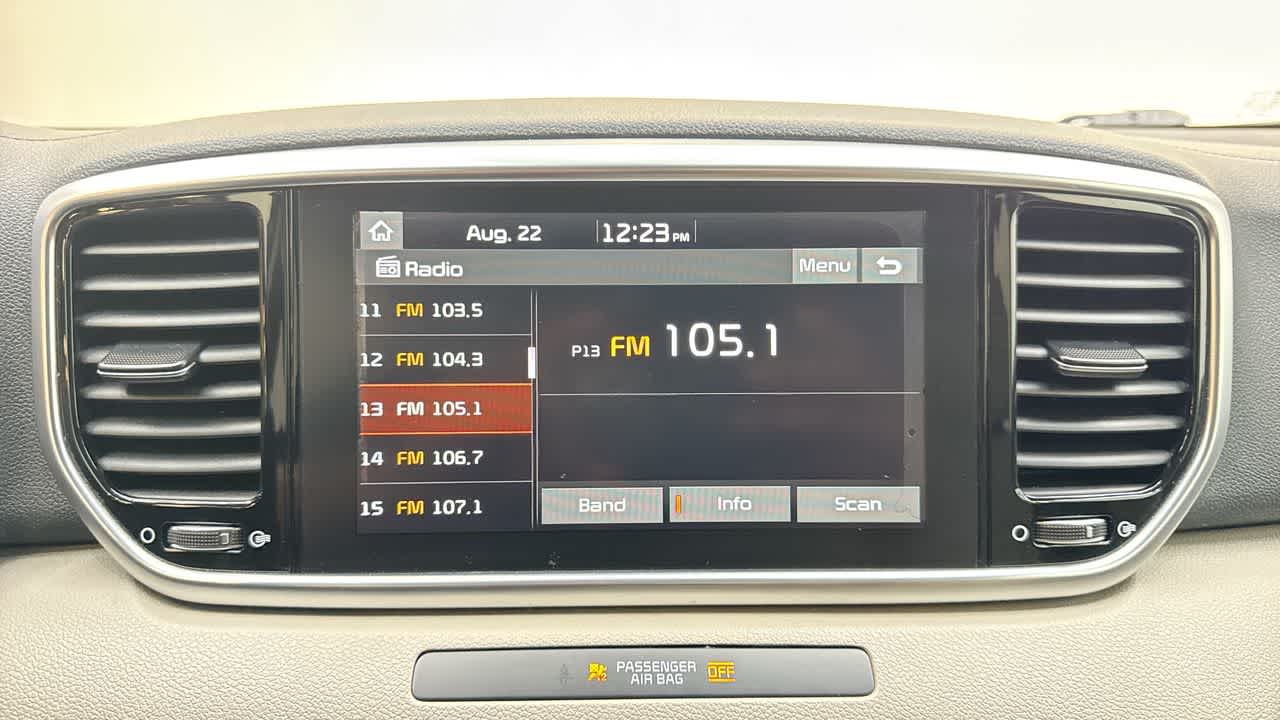 Aug. 22 12:23 PM
Radio Menu
11 FM 103.5
12 FM 104.3
13 FM 105.1
14 FM 106.7
15 FM 107.1
P13 FM 105.1
Band Info Scan
PASSENGER
AIR BAG
OFF